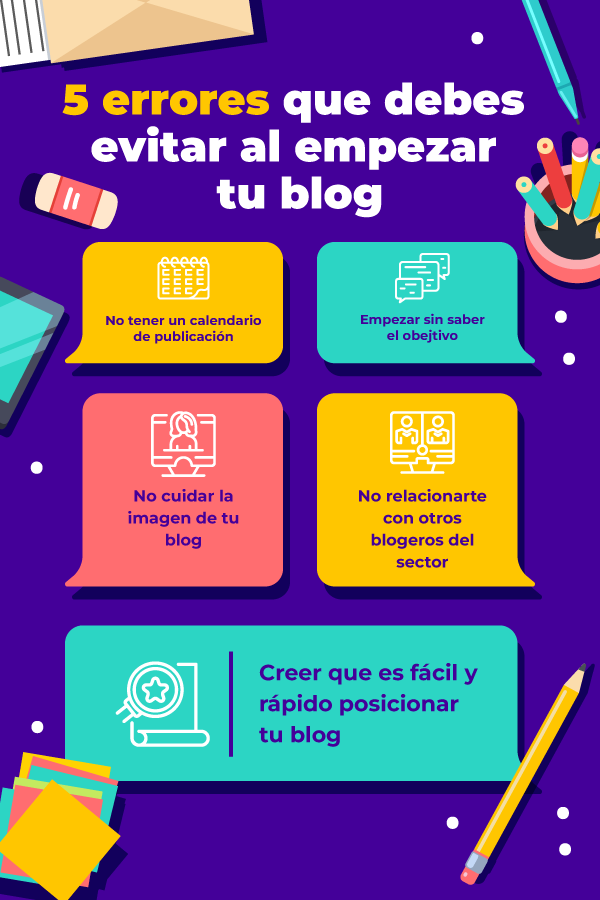 5 errores que debes
evitar al empezar
tu blog
No tener un calendario
de publicación
Empezar sin saber
el obejtivo
No cuidar la
imagen de tu
blog
No relacionarte
con otros
blogeros del
sector
Creer que es fácil y
rápido posicionar
tu blog